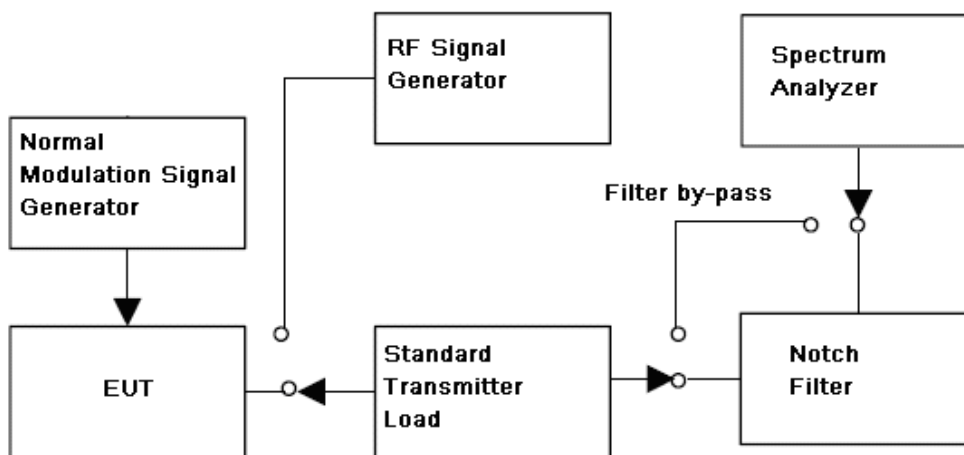 RF Signal
Generator
Spectrum
Analyzer
Normal
Modulation Signal
Generator
Filter by-pass
EUT
Standard
Transmitter
Load
Notch
Filter